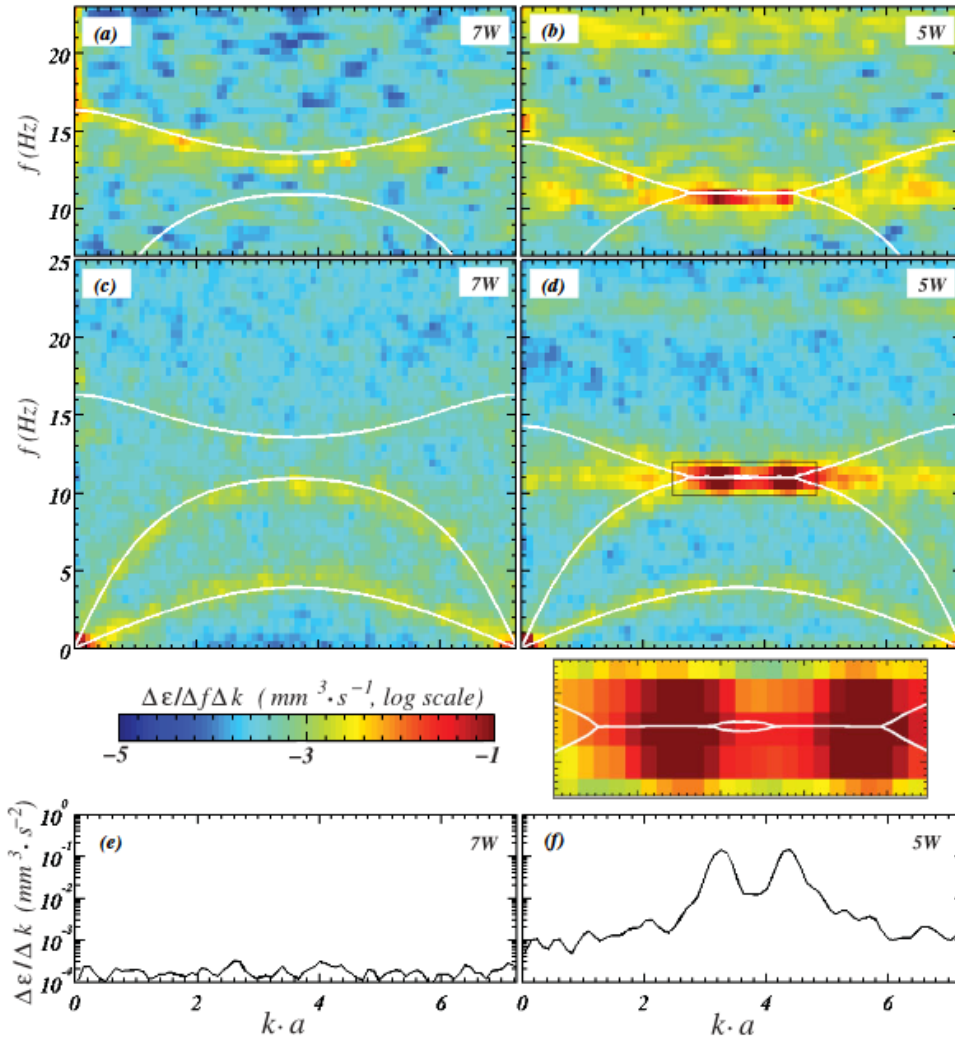 (a) 7W
(b) 5W
20
15
10
f (Hz)
(c) 7W
(d) 5W
25
20
15
10
5
0
f (Hz)
Δε/ΔfΔk ( mm³·s⁻¹, log scale)
−5 −3 −1
(e) 7W
(f) 5W
10⁰
10⁻¹
10⁻²
10⁻³
10⁻⁴
Δε/Δk (mm³·s⁻²)
0 2 4 6
0 2 4 6
k·a
k·a